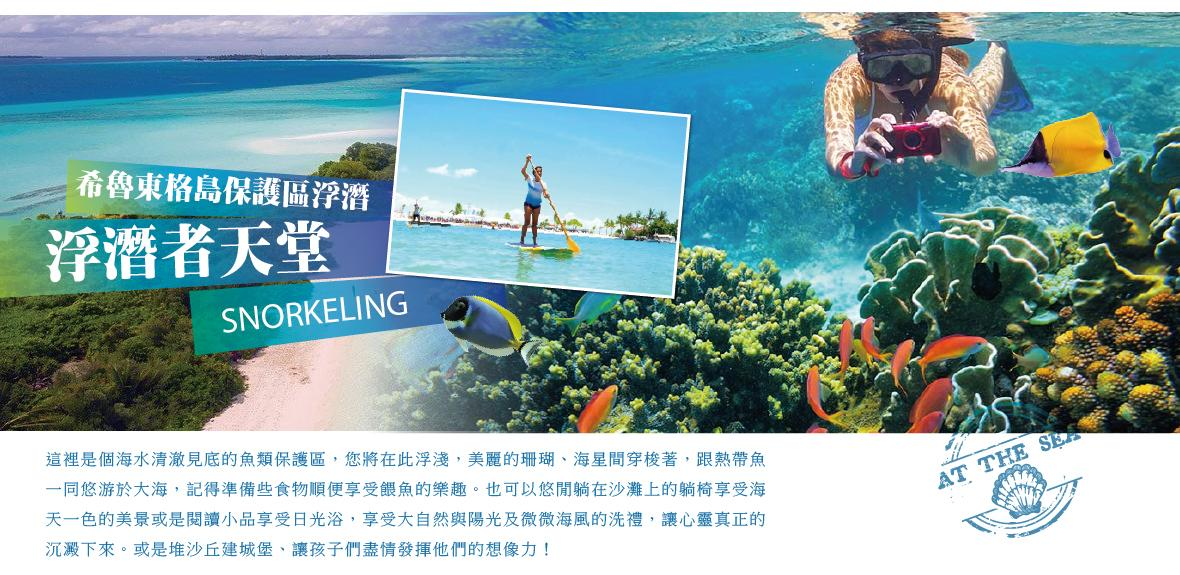 希魯東格島保護區浮潛
浮潛者天堂
SNORKELING
這裡是個海水清澈見底的魚類保護區，您將在此浮淺，美麗的珊瑚、海星間穿梭著，跟熱帶魚
一同悠游於大海，記得準備些食物順便享受餵魚的樂趣。也可以悠閒躺在沙灘上的躺椅享受海
天一色的美景或是閱讀小品享受日光浴，享受大自然與陽光及微微海風的洗禮，讓心靈真正的
沉澱下來。或是堆沙丘建城堡、讓孩子們盡情發揮他們的想像力！
AT THE SEA